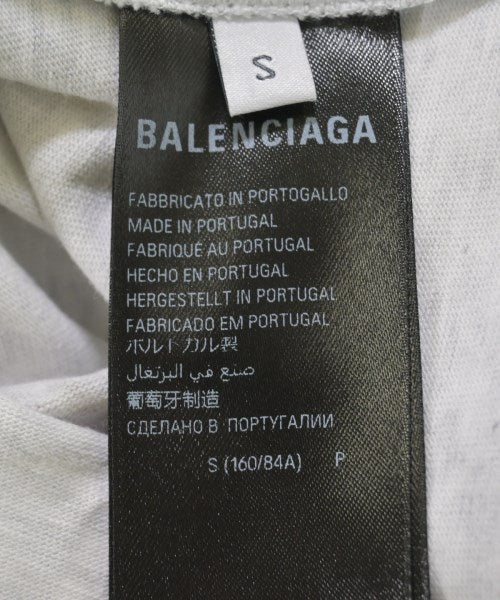 S
BALENCIAGA
FABBRICATO IN PORTOGALLO
MADE IN PORTUGAL
FABRIQUÉ AU PORTUGAL
HECHO EN PORTUGAL
HERGESTELLT IN PORTUGAL
FABRICADO EM PORTUGAL
ポルトガル製
صنع في البرتغال
葡萄牙制造
СДЕЛАНО В ПОРТУГАЛИИ
S (160/84A) P